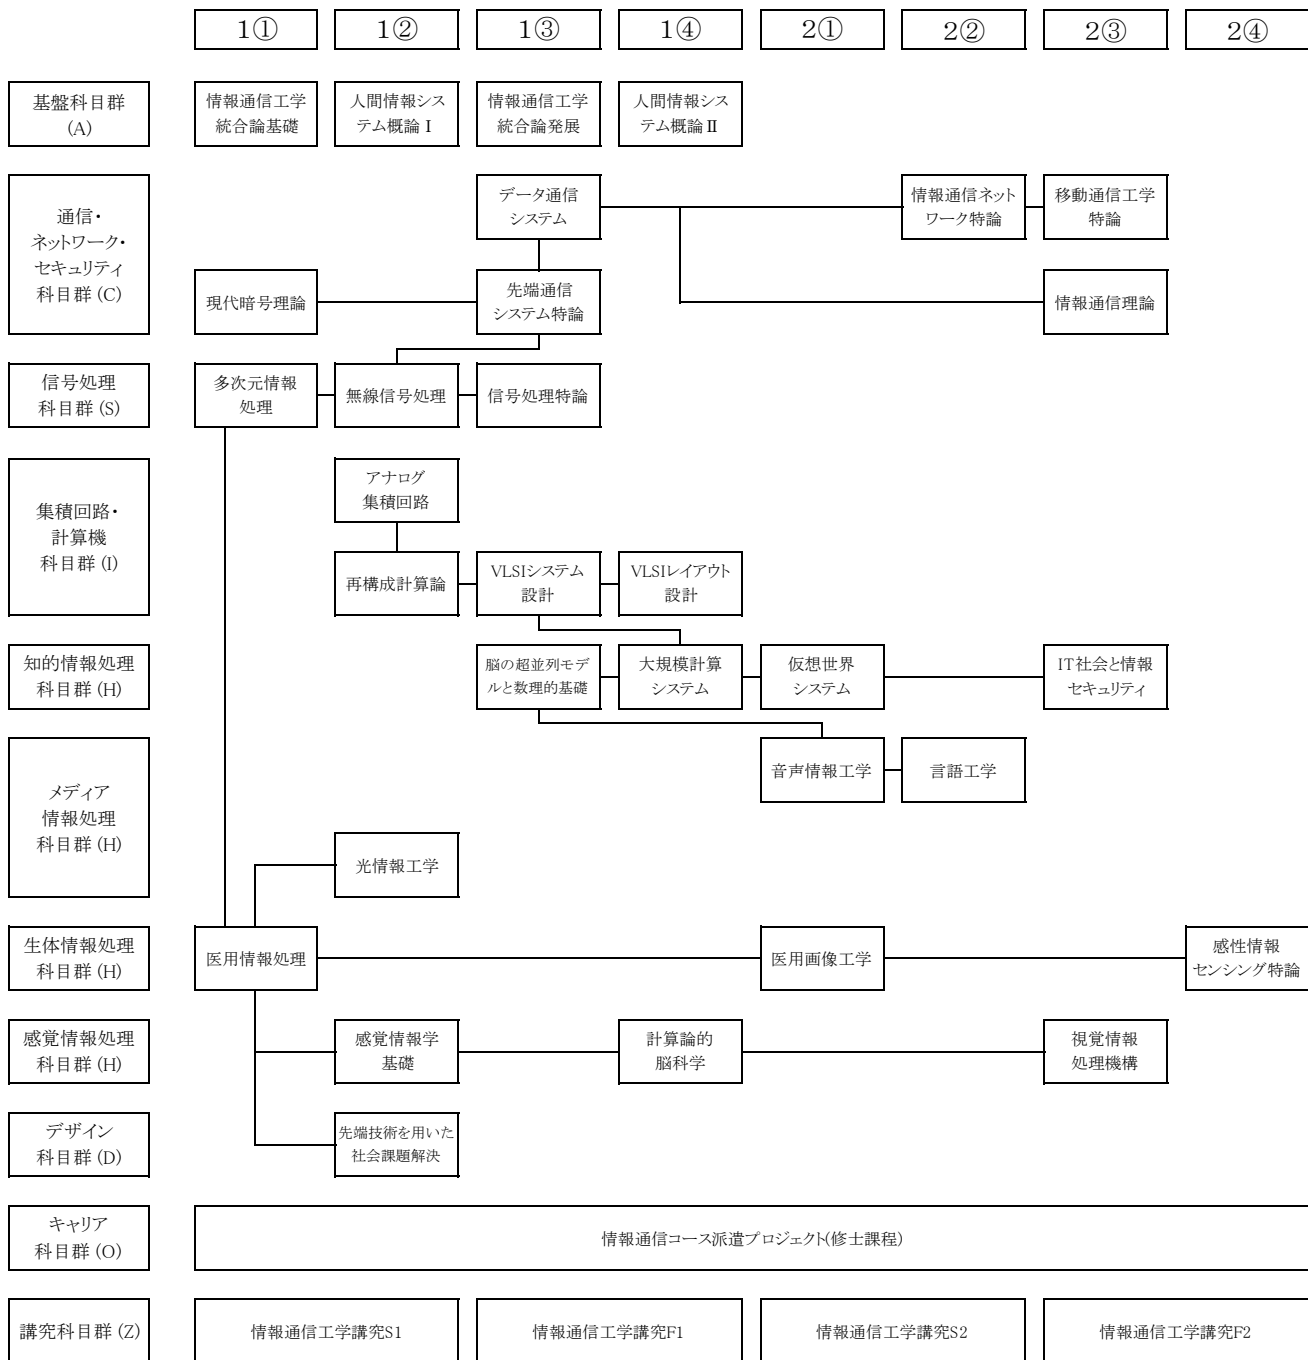 1①
1②
1③
1④
2①
2②
2③
2④
基盤科目群
(A)
情報通信工学
統合論基礎
人間情報シス
テム概論Ⅰ
情報通信工学
統合論発展
人間情報シス
テム概論Ⅱ
通信・
ネットワーク・
セキュリティ
科目群(C)
データ通信
システム
情報通信ネット
ワーク特論
移動通信工学
特論
現代暗号理論
先端通信
システム特論
情報通信理論
信号処理
科目群(S)
多次元情報
処理
無線信号処理
信号処理特論
集積回路・
計算機
科目群(I)
アナログ
集積回路
再構成計算論
VLSIシステム
設計
VLSIレイアウト
設計
知的情報処理
科目群(H)
脳の超並列モデ
ルと数理的基礎
大規模計算
システム
仮想世界
システム
IT社会と情報
セキュリティ
メディア
情報処理
科目群(H)
音声情報工学
言語工学
光情報工学
生体情報処理
科目群(H)
医用情報処理
医用画像工学
感性情報
センシング特論
感覚情報処理
科目群(H)
感覚情報学
基礎
計算論的
脳科学
視覚情報
処理機構
デザイン
科目群(D)
先端技術を用いた
社会課題解決
キャリア
科目群(O)
情報通信コース派遣プロジェクト(修士課程)
講究科目群(Z)
情報通信工学講究S1
情報通信工学講究F1
情報通信工学講究S2
情報通信工学講究F2